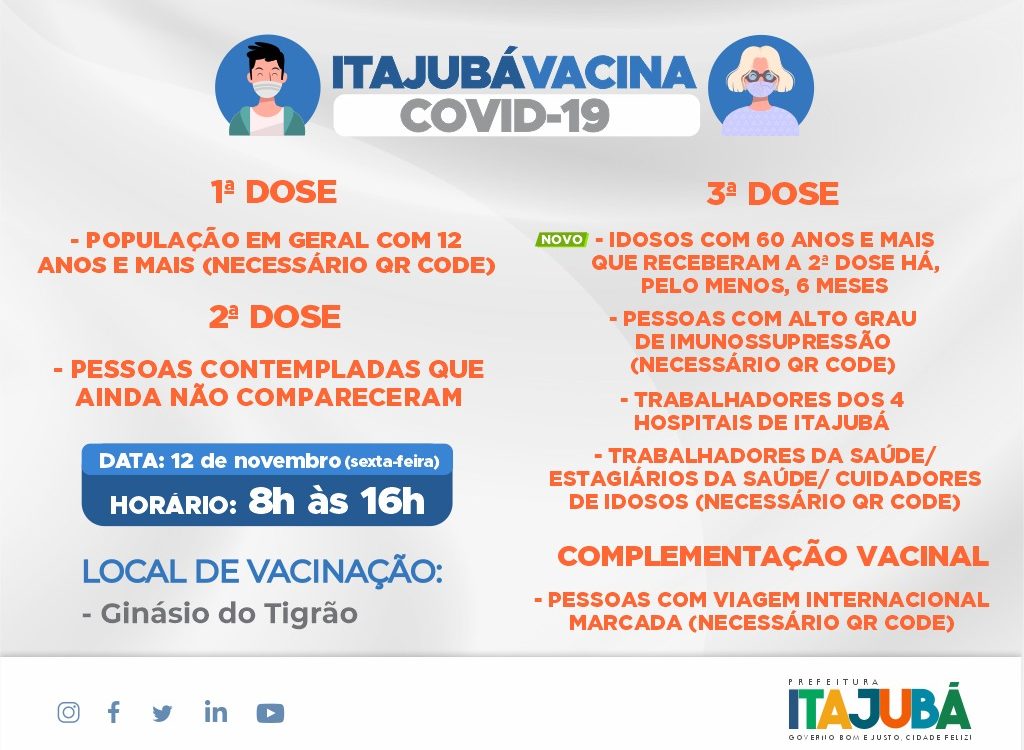 ITAJUBÁVACINA
COVID-19
1ª DOSE
- POPULAÇÃO EM GERAL COM 12
ANOS E MAIS (NECESSÁRIO QR CODE)
2ª DOSE
- PESSOAS CONTEMPLADAS QUE
AINDA NÃO COMPARECERAM
DATA: 12 de novembro (sexta-feira)
HORÁRIO: 8h às 16h
LOCAL DE VACINAÇÃO:
- Ginásio do Tigrão
3ª DOSE
NOVO - IDOSOS COM 60 ANOS E MAIS
QUE RECEBERAM A 2ª DOSE HÁ,
PELO MENOS, 6 MESES
- PESSOAS COM ALTO GRAU
DE IMUNOSSUPRESSÃO
(NECESSÁRIO QR CODE)
- TRABALHADORES DOS 4
HOSPITAIS DE ITAJUBÁ
- TRABALHADORES DA SAÚDE/
ESTAGIÁRIOS DA SAÚDE/ CUIDADORES
DE IDOSOS (NECESSÁRIO QR CODE)
COMPLEMENTAÇÃO VACINAL
- PESSOAS COM VIAGEM INTERNACIONAL
MARCADA (NECESSÁRIO QR CODE)
PREFEITURA
ITAJUBÁ
GOVERNO BOM E JUSTO, CIDADE FELIZ!